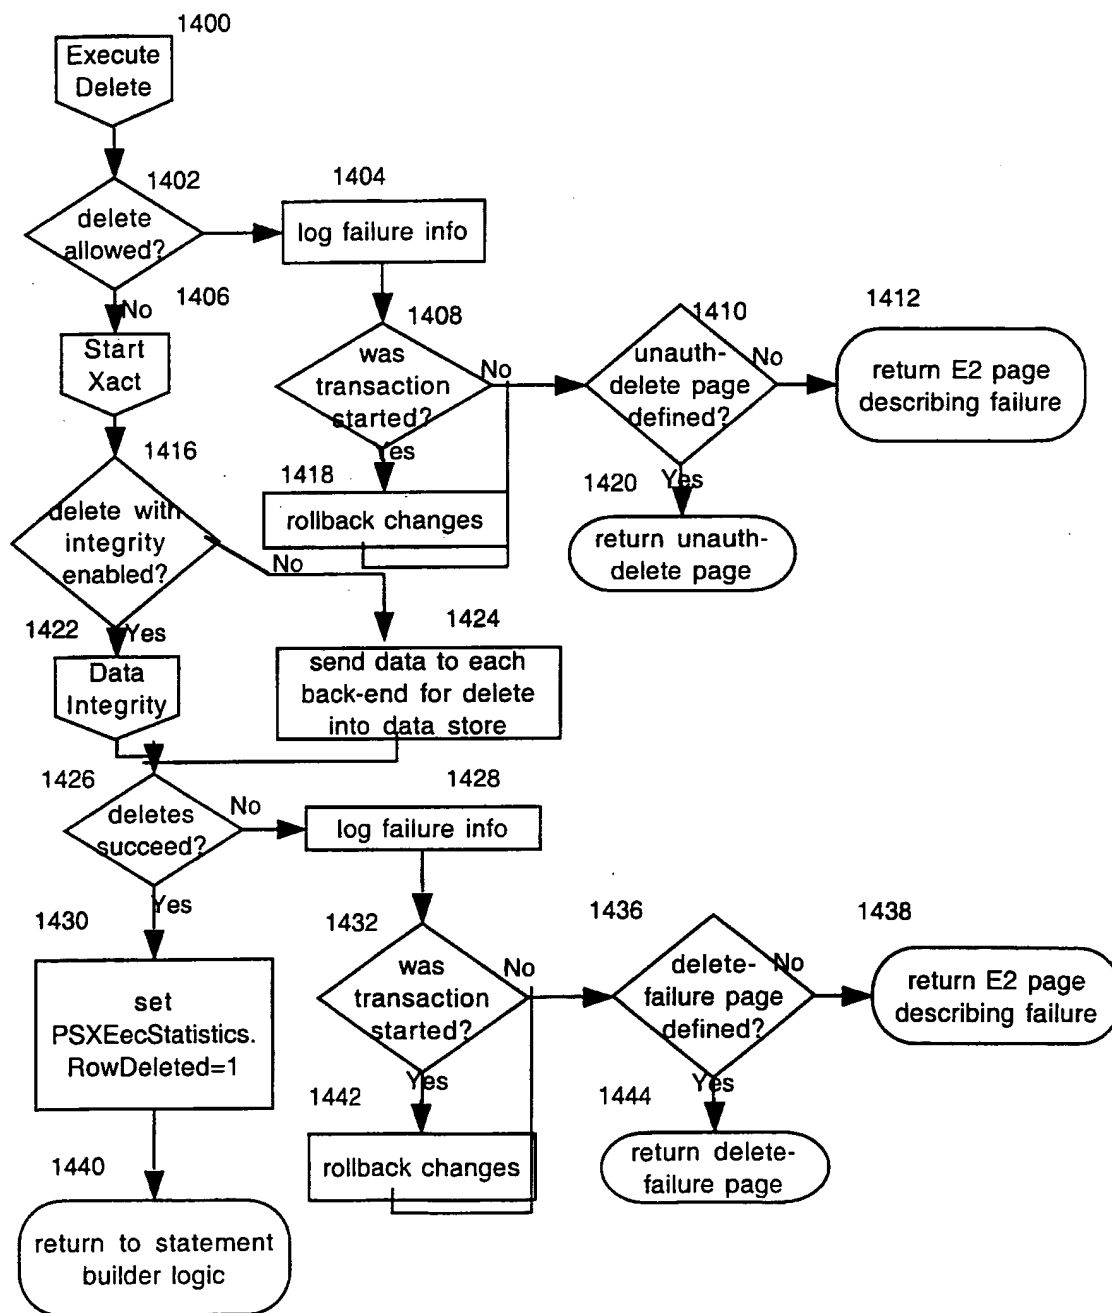 1400
Execute
Delete
1402
delete
allowed?
1404
log failure info
No
1406
Start
Xact
1408
was
transaction
started?
No
Yes
1410
unauth-
delete page
defined?
No
Yes
1412
return E2 page
describing failure
1416
delete with
integrity
enabled?
No
Yes
1418
rollback changes
1420
return unauth-
delete page
1422
Data
Integrity
1424
send data to each
back-end for delete
into data store
1426
deletes
succeed?
No
Yes
1428
log failure info
1430
set
PSXEecStatistics.
RowDeleted=1
1432
was
transaction
started?
No
Yes
1436
delete-
failure page
defined?
No
Yes
1438
return E2 page
describing failure
1442
rollback changes
1444
return delete-
failure page
1440
return to statement
builder logic